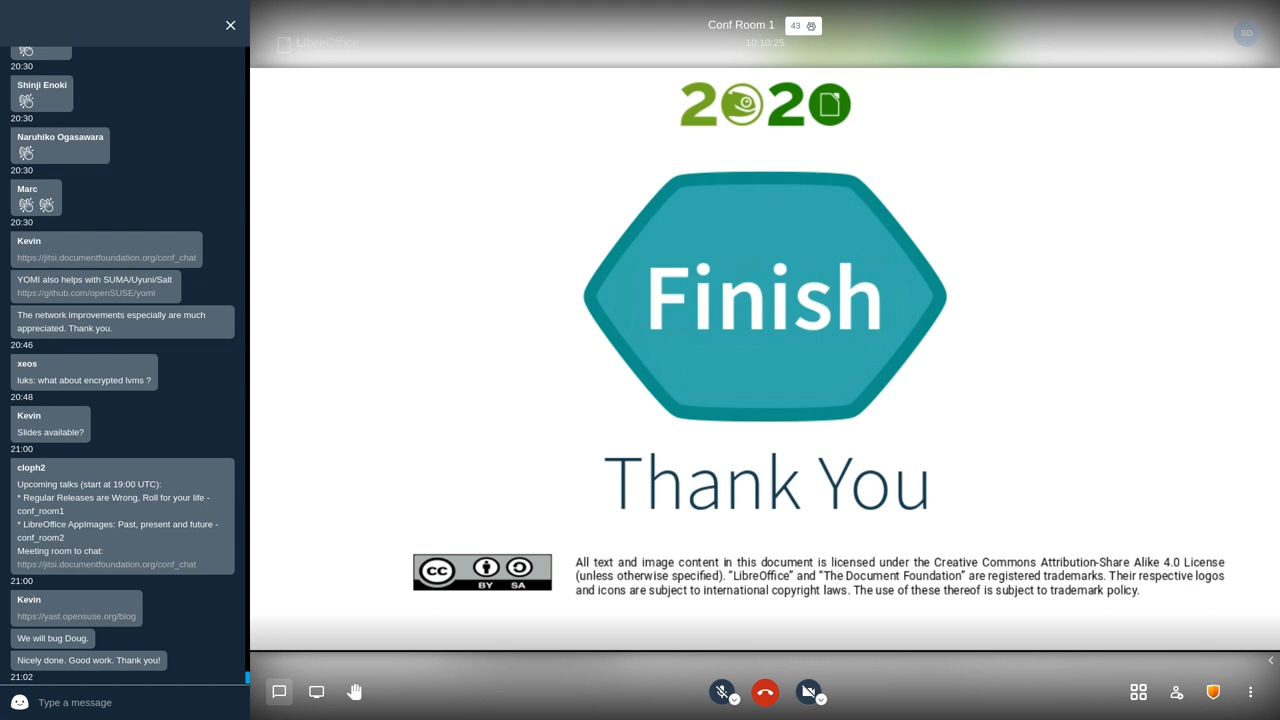 20:30
Shinji Enoki
20:30
Naruhiko Ogasawara
20:30
Marc
20:30
Kevin
https://jitsi.documentfoundation.org/conf_chat
YOMI also helps with SUMA/Uyuni/Salt
https://github.com/openSUSE/yomi
The network improvements especially are much
appreciated. Thank you.
20:46
xeos
luks: what about encrypted lvms ?
20:48
Kevin
Slides available?
21:00
cloph2
Upcoming talks (start at 19:00 UTC):
* Regular Releases are Wrong, Roll for your life -
conf_room1
* LibreOffice AppImages: Past, present and future -
conf_room2
Meeting room to chat:
https://jitsi.documentfoundation.org/conf_chat
21:00
Kevin
https://yast.opensuse.org/blog
We will bug Doug.
Nicely done. Good work. Thank you!
21:02
Type a message
Conf Room 1 43
10:10:25
LibreOffice
SD
2020
Finish
Thank You
cc BY SA
All text and image content in this document is licensed under the Creative Commons Attribution-Share Alike 4.0 License
(unless otherwise specified). “LibreOffice” and “The Document Foundation” are registered trademarks. Their respective logos
and icons are subject to international copyright laws. The use of these thereof is subject to trademark policy.